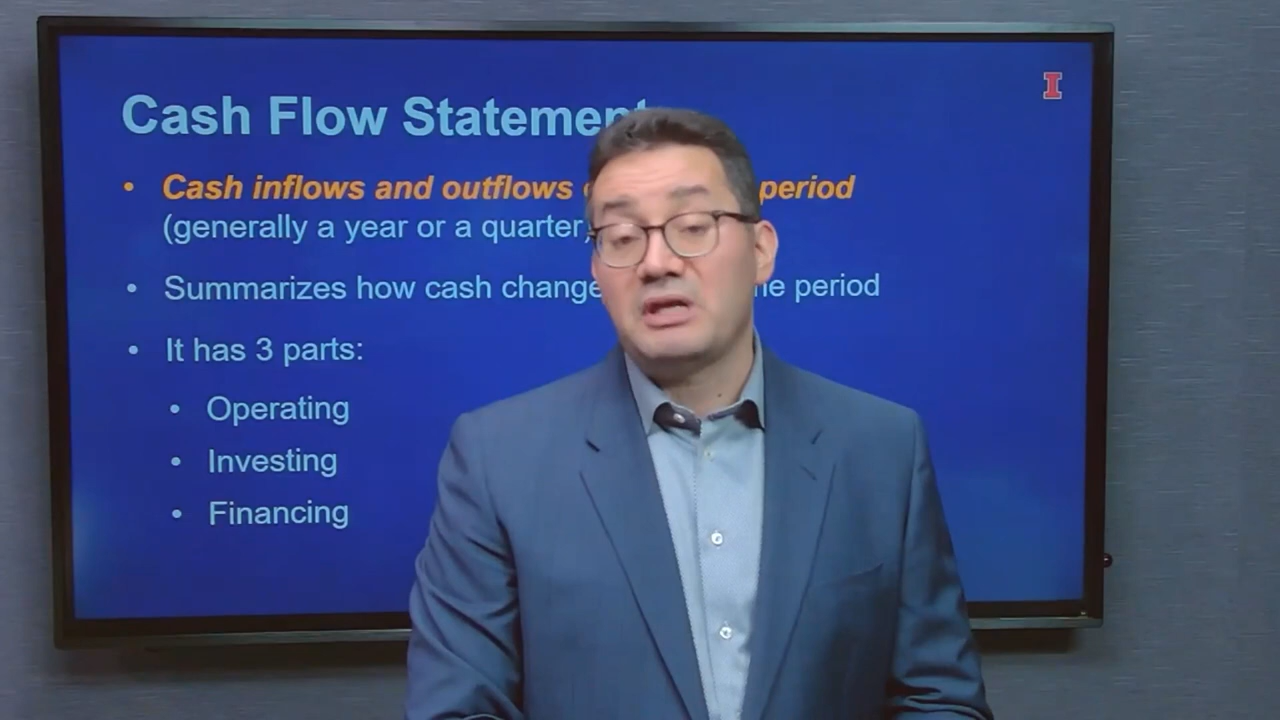 I
Cash Flow Statement
• Cash inflows and outflows period
(generally a year or a quarter)
• Summarizes how cash change period
• It has 3 parts:
• Operating
• Investing
• Financing